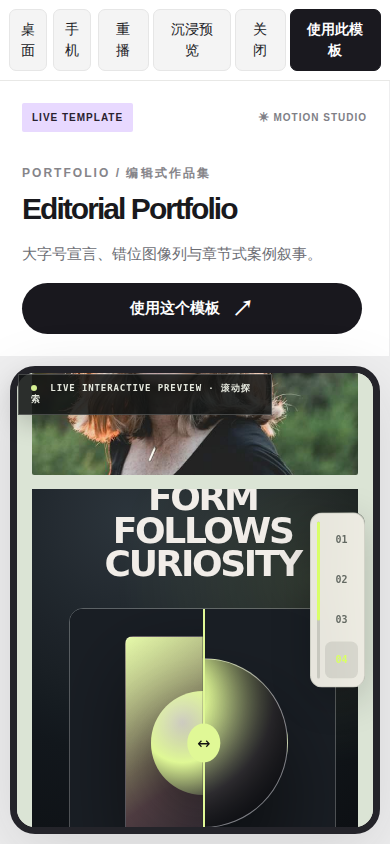 桌面
手机
重播
沉浸预览
关闭
使用此模板
LIVE TEMPLATE
✷ MOTION STUDIO
PORTFOLIO / 编辑式作品集
Editorial Portfolio
大字号宣言、错位图像列与章节式案例叙事。
使用这个模板 ↗
LIVE INTERACTIVE PREVIEW · 滚动探
索
FORM
FOLLOWS
CURIOSITY
01
02
03
04
↔